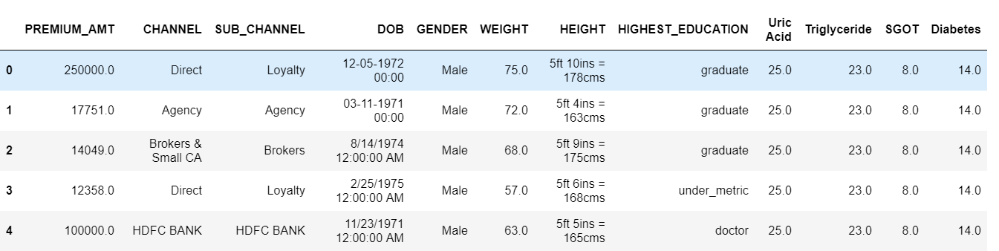 PREMIUM_AMT CHANNEL SUB_CHANNEL DOB GENDER WEIGHT HEIGHT HIGHEST_EDUCATION Uric Acid Triglyceride SGOT Diabetes
0 250000.0 Direct Loyalty 12-05-1972 00:00 Male 75.0 5ft 10ins = 178cms graduate 25.0 23.0 8.0 14.0
1 17751.0 Agency Agency 03-11-1971 00:00 Male 72.0 5ft 4ins = 163cms graduate 25.0 23.0 8.0 14.0
2 14049.0 Brokers & Small CA Brokers 8/14/1974 12:00:00 AM Male 68.0 5ft 9ins = 175cms graduate 25.0 23.0 8.0 14.0
3 12358.0 Direct Loyalty 2/25/1975 12:00:00 AM Male 57.0 5ft 6ins = 168cms under_metric 25.0 23.0 8.0 14.0
4 100000.0 HDFC BANK HDFC BANK 11/23/1971 12:00:00 AM Male 63.0 5ft 5ins = 165cms doctor 25.0 23.0 8.0 14.0